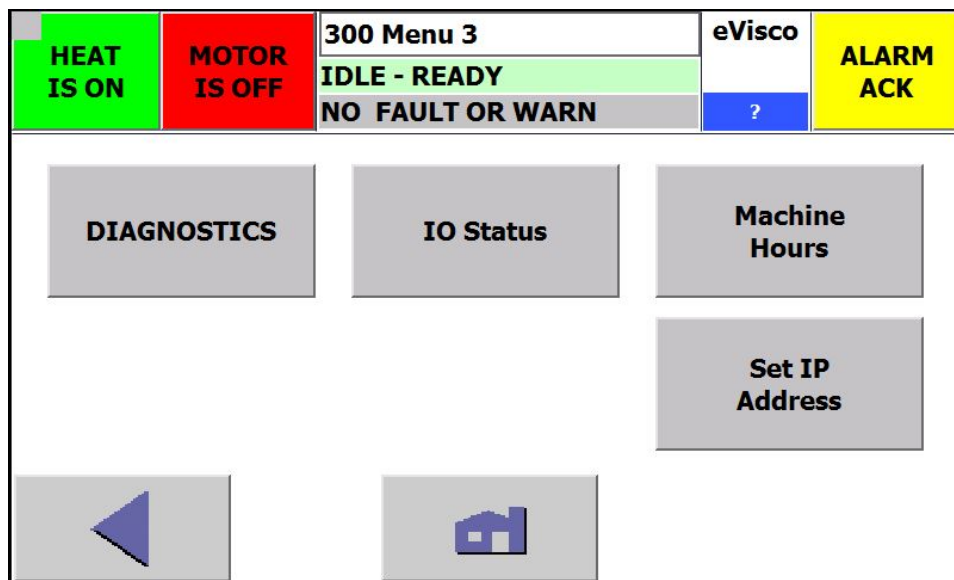 HEAT
IS ON
MOTOR
IS OFF
300 Menu 3
IDLE - READY
NO  FAULT OR WARN
eVisco
?
ALARM
ACK
DIAGNOSTICS
IO Status
Machine
Hours
Set IP
Address